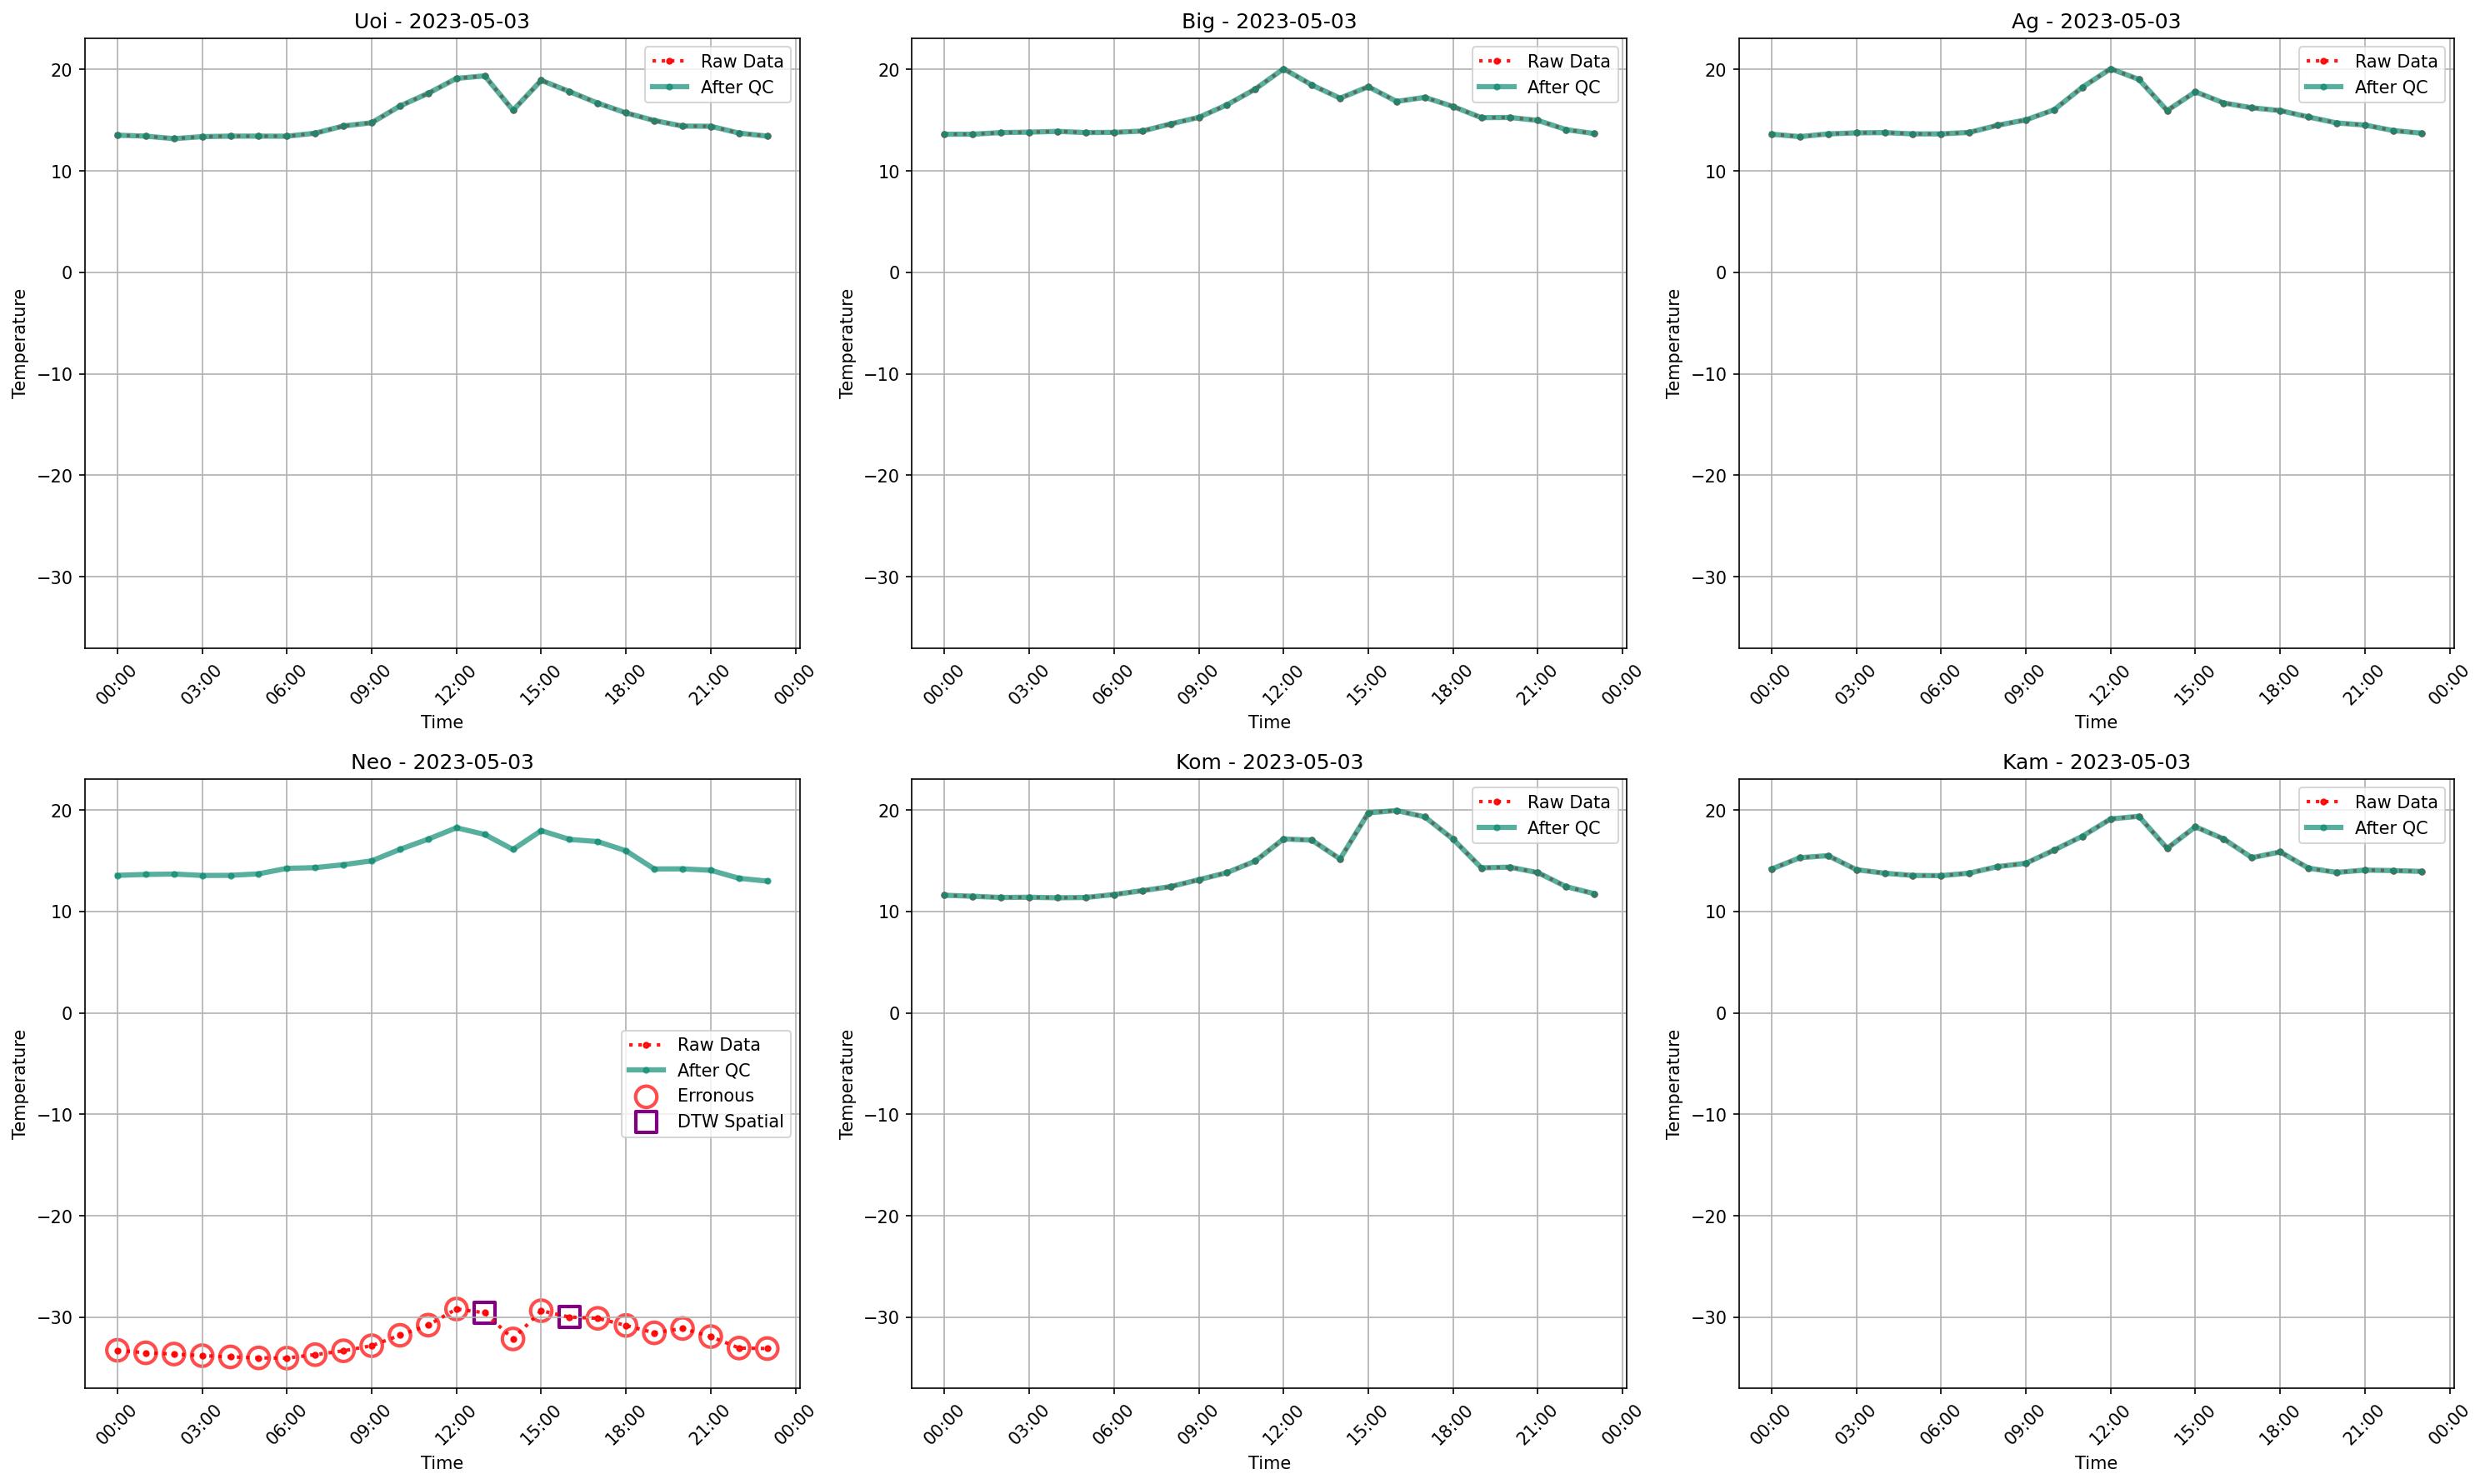 Uoi - 2023-05-03
Raw Data
After QC
20
10
0
−10
−20
−30
Temperature
00:00 03:00 06:00 09:00 12:00 15:00 18:00 21:00 00:00
Time
Big - 2023-05-03
Raw Data
After QC
20
10
0
−10
−20
−30
Temperature
00:00 03:00 06:00 09:00 12:00 15:00 18:00 21:00 00:00
Time
Ag - 2023-05-03
Raw Data
After QC
20
10
0
−10
−20
−30
Temperature
00:00 03:00 06:00 09:00 12:00 15:00 18:00 21:00 00:00
Time
Neo - 2023-05-03
20
10
0
−10
−20
−30
Temperature
Raw Data
After QC
Erronous
DTW Spatial
00:00 03:00 06:00 09:00 12:00 15:00 18:00 21:00 00:00
Time
Kom - 2023-05-03
Raw Data
After QC
20
10
0
−10
−20
−30
Temperature
00:00 03:00 06:00 09:00 12:00 15:00 18:00 21:00 00:00
Time
Kam - 2023-05-03
Raw Data
After QC
20
10
0
−10
−20
−30
Temperature
00:00 03:00 06:00 09:00 12:00 15:00 18:00 21:00 00:00
Time